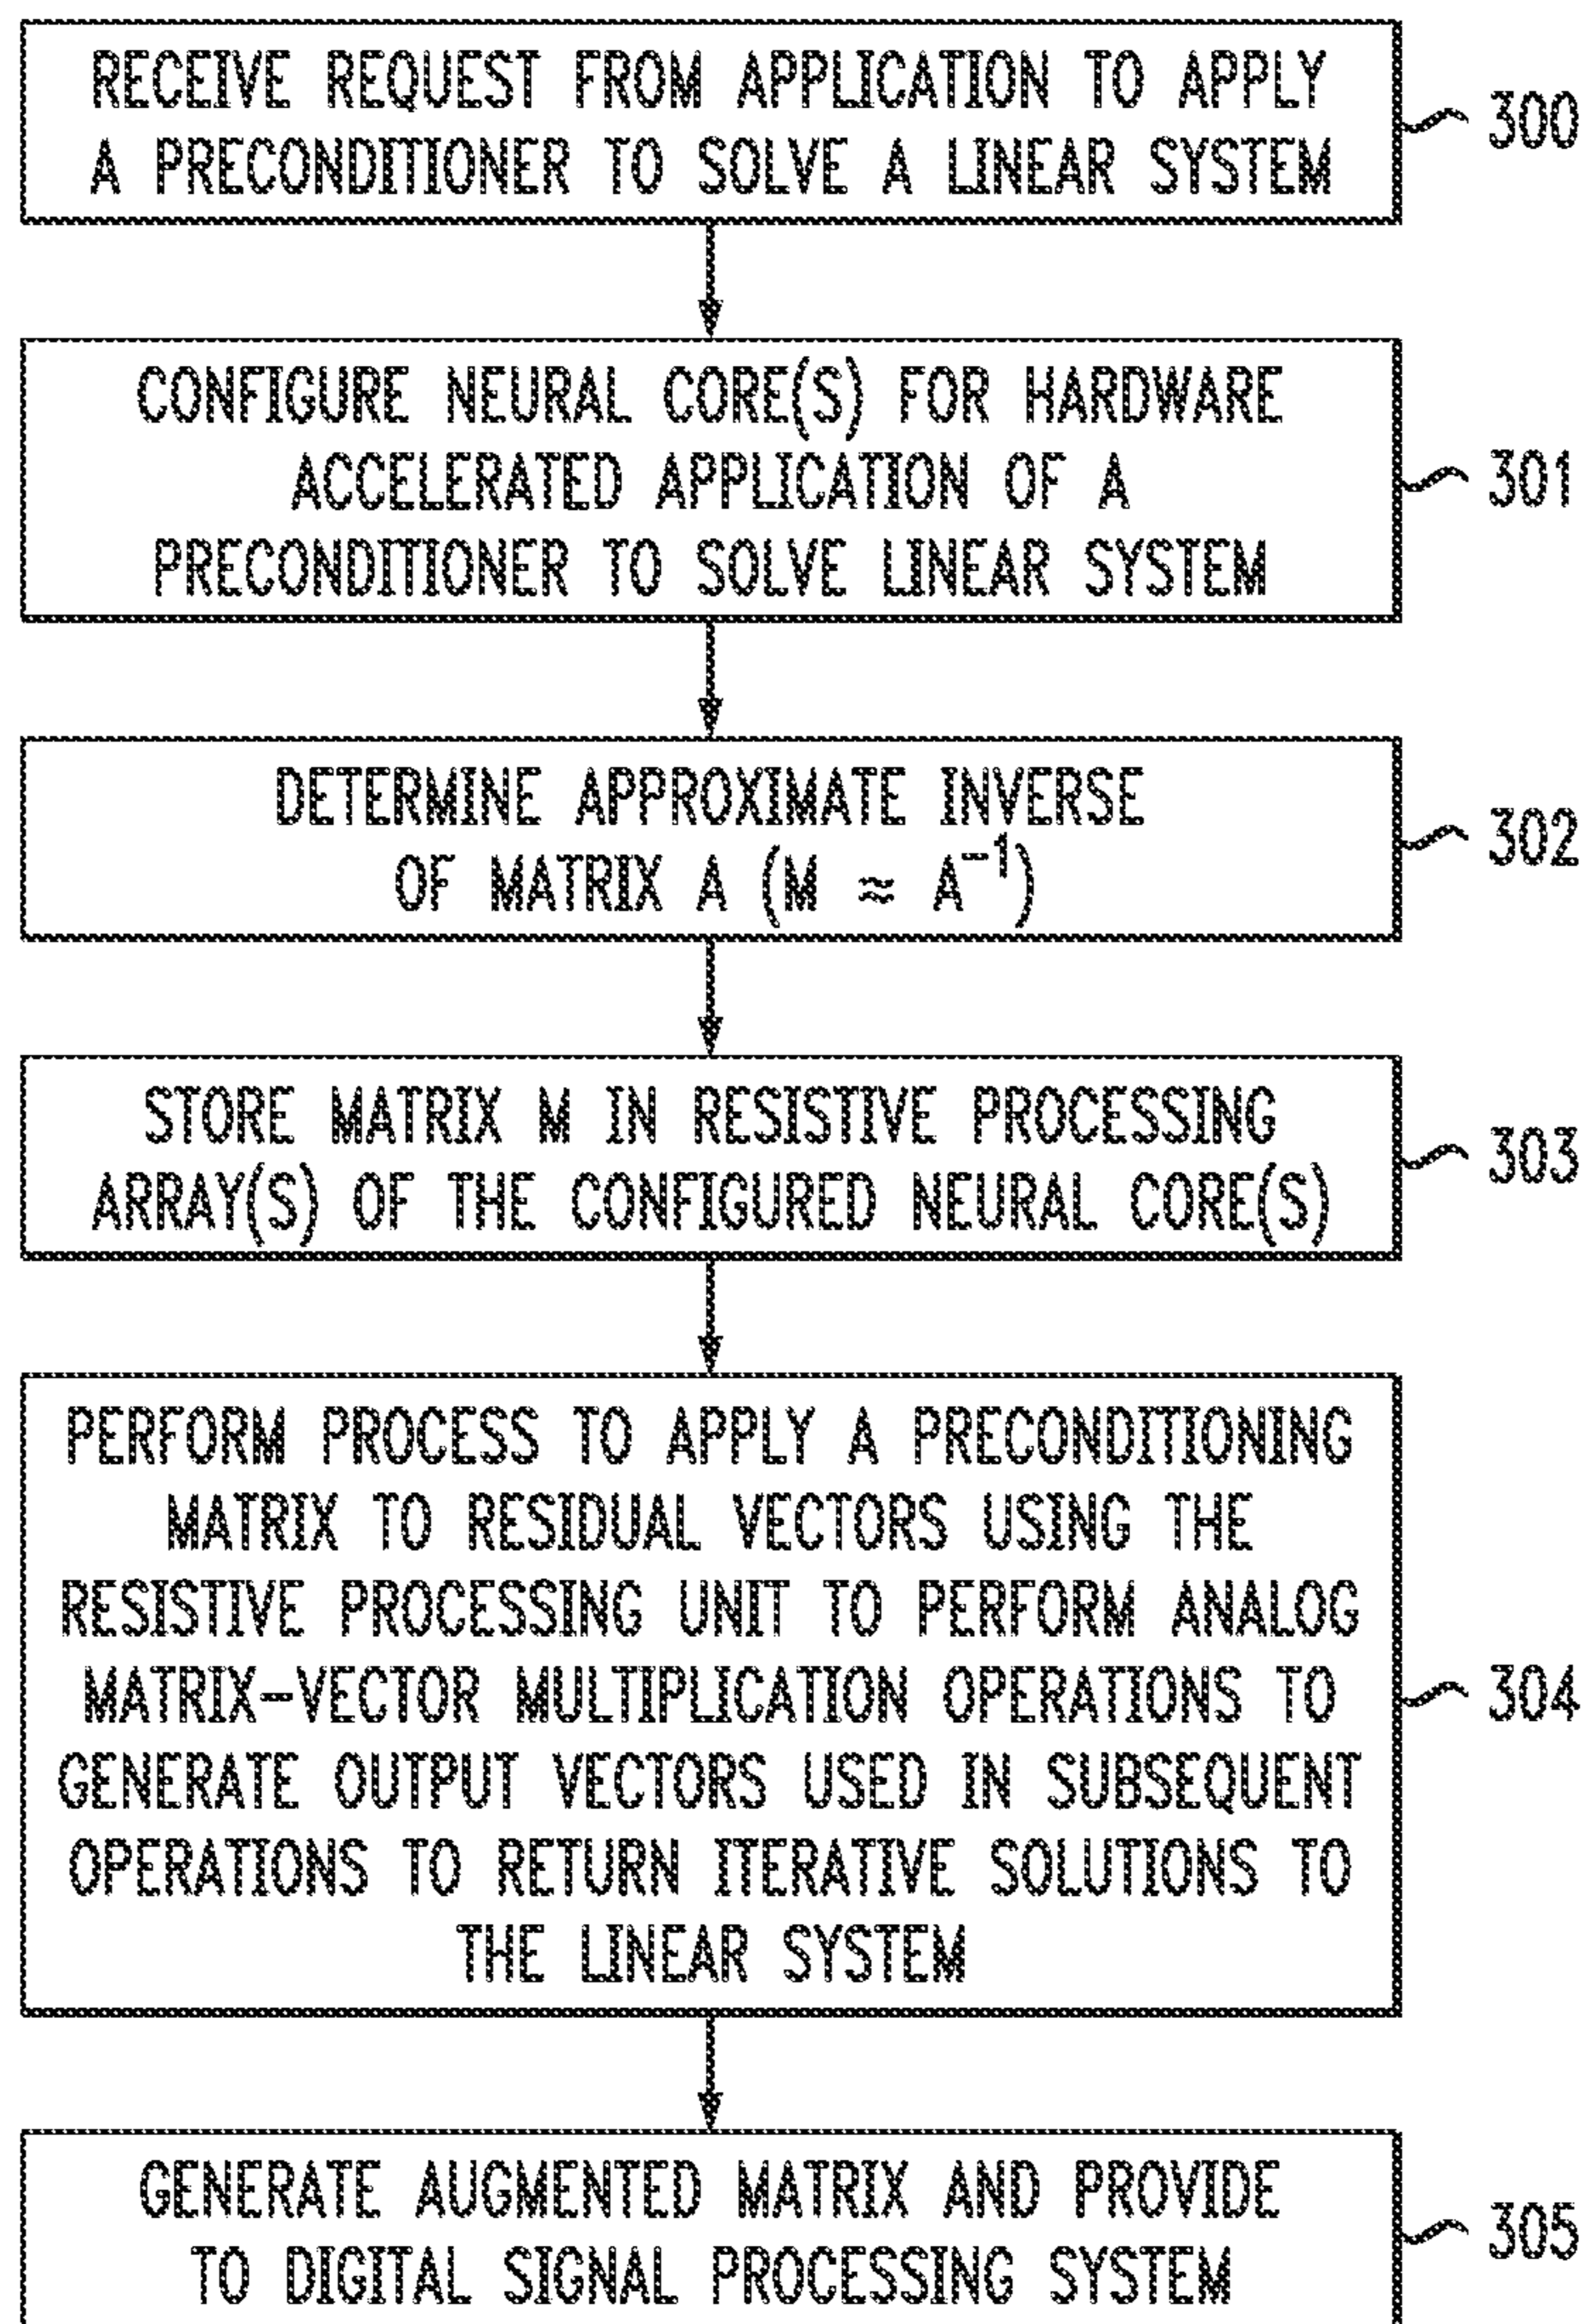 RECEIVE REQUEST FROM APPLICATION TO APPLY
A PRECONDITIONER TO SOLVE A LINEAR SYSTEM
300
CONFIGURE NEURAL CORE(S) FOR HARDWARE
ACCELERATED APPLICATION OF A
PRECONDITIONER TO SOLVE LINEAR SYSTEM
301
DETERMINE APPROXIMATE INVERSE
OF MATRIX A (M ≈ A⁻¹)
302
STORE MATRIX M IN RESISTIVE PROCESSING
ARRAY(S) OF THE CONFIGURED NEURAL CORE(S)
303
PERFORM PROCESS TO APPLY A PRECONDITIONING
MATRIX TO RESIDUAL VECTORS USING THE
RESISTIVE PROCESSING UNIT TO PERFORM ANALOG
MATRIX-VECTOR MULTIPLICATION OPERATIONS TO
GENERATE OUTPUT VECTORS USED IN SUBSEQUENT
OPERATIONS TO RETURN ITERATIVE SOLUTIONS TO
THE LINEAR SYSTEM
304
GENERATE AUGMENTED MATRIX AND PROVIDE
TO DIGITAL SIGNAL PROCESSING SYSTEM
305